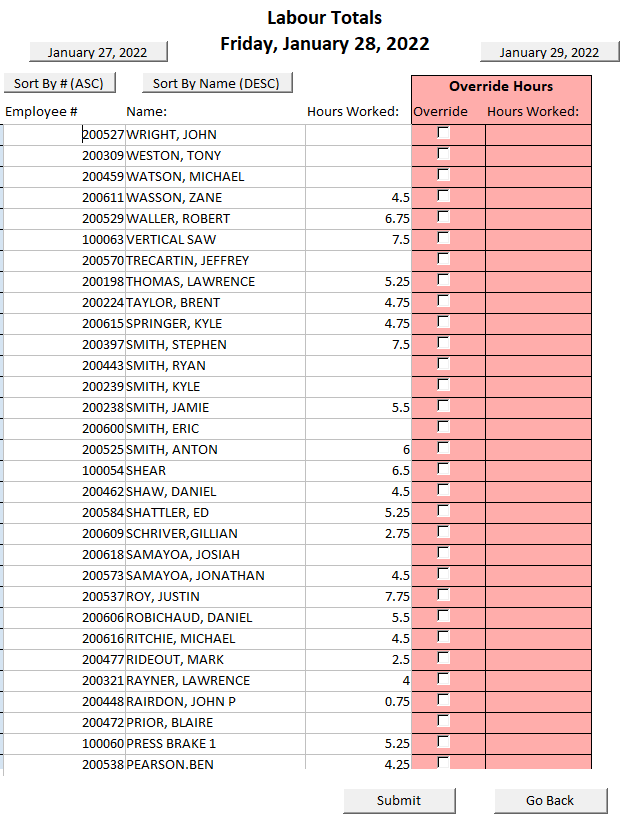 Labour Totals
Friday, January 28, 2022
January 27, 2022
January 29, 2022
Sort By # (ASC)
Sort By Name (DESC)
Override Hours
Employee # Name: Hours Worked: Override Hours Worked:
200527 WRIGHT, JOHN
200309 WESTON, TONY
200459 WATSON, MICHAEL
200611 WASSON, ZANE 4.5
200529 WALLER, ROBERT 6.75
100063 VERTICAL SAW 7.5
200570 TRECARTIN, JEFFREY
200198 THOMAS, LAWRENCE 5.25
200224 TAYLOR, BRENT 4.75
200615 SPRINGER, KYLE 4.75
200397 SMITH, STEPHEN 7.5
200443 SMITH, RYAN
200239 SMITH, KYLE
200238 SMITH, JAMIE 5.5
200600 SMITH, ERIC
200525 SMITH, ANTON 6
100054 SHEAR 6.5
200462 SHAW, DANIEL 4.5
200584 SHATTLER, ED 5.25
200609 SCHRIVER,GILLIAN 2.75
200618 SAMAYOA, JOSIAH
200573 SAMAYOA, JONATHAN 4.5
200537 ROY, JUSTIN 7.75
200606 ROBICHAUD, DANIEL 5.5
200616 RITCHIE, MICHAEL 4.5
200477 RIDEOUT, MARK 2.5
200321 RAYNER, LAWRENCE 4
200448 RAIRDON, JOHN P 0.75
200472 PRIOR, BLAIRE
100060 PRESS BRAKE 1 5.25
200538 PEARSON.BEN 4.25
Submit
Go Back